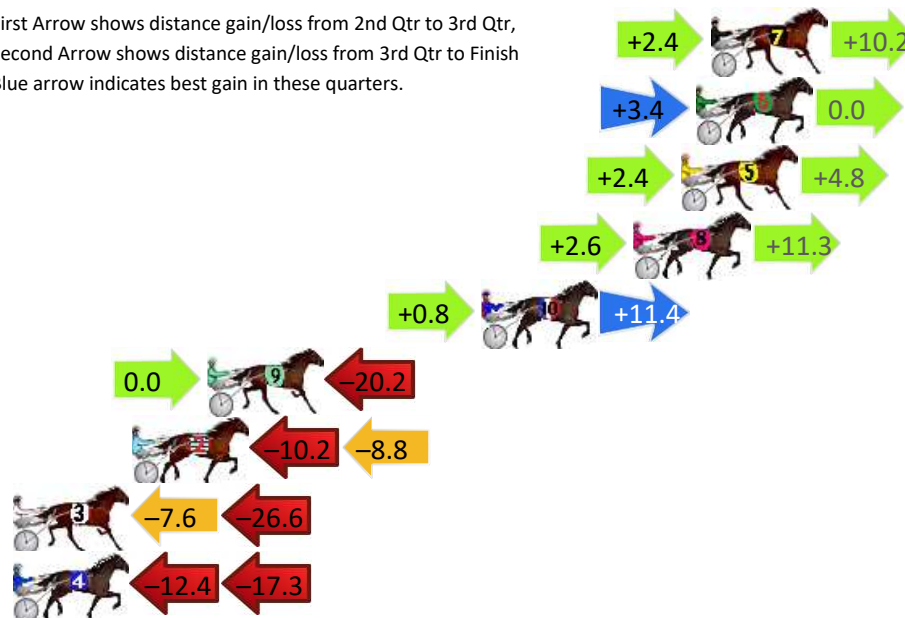 irst Arrow shows distance gain/loss from 2nd Qtr to 3rd Qtr,
econd Arrow shows distance gain/loss from 3rd Qtr to Finish
Blue arrow indicates best gain in these quarters.
+2.4 7 +10.2
+3.4 6 0.0
+2.4 5 +4.8
+2.6 8 +11.3
+0.8 10 +11.4
0.0 9 –20.2
–10.2 –8.8
3 –7.6 –26.6
4 –12.4 –17.3